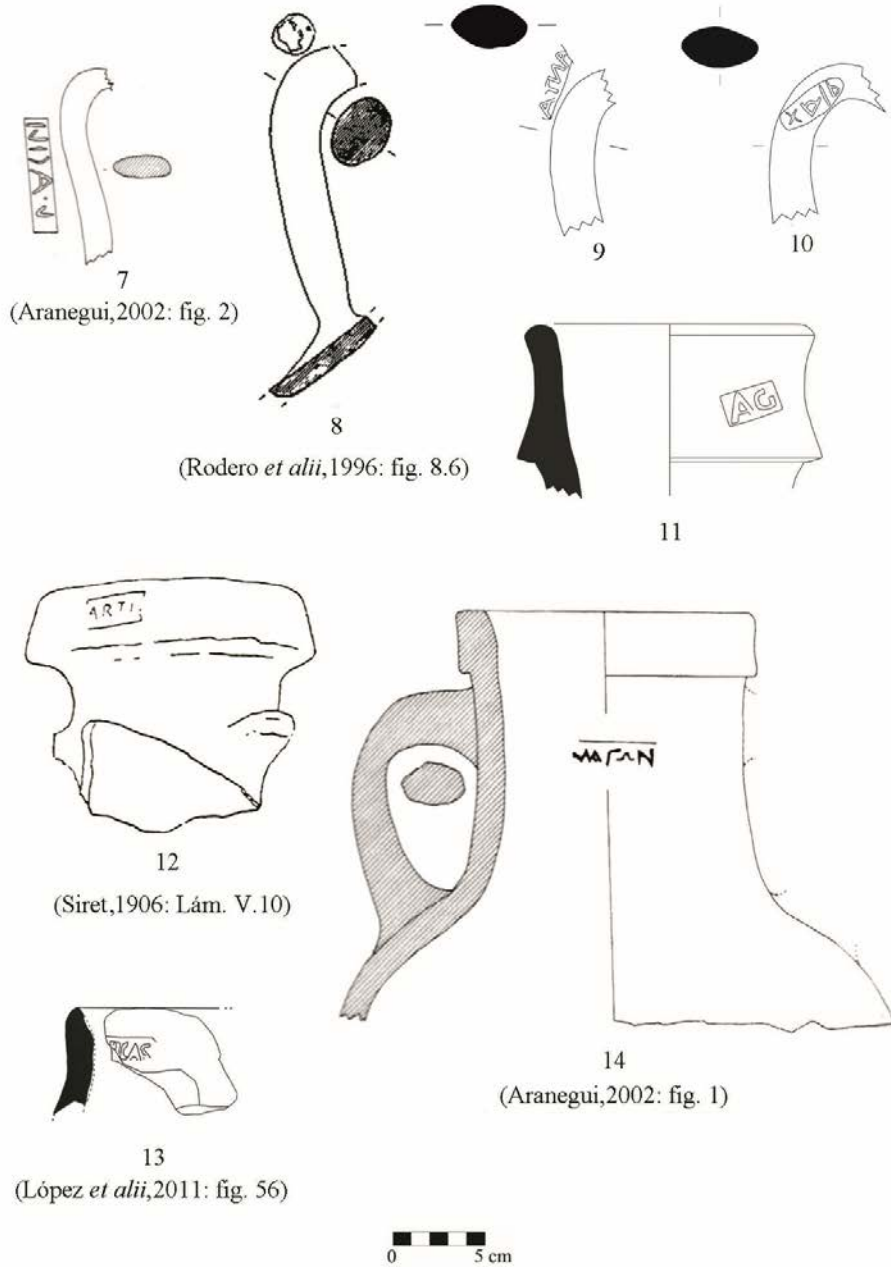 7
(Aranegui,2002: fig. 2)
8
(Rodero et alii,1996: fig. 8.6)
9
10
AG
11
ARTI.
12
(Siret,1906: Lám. V.10)
13
(López et alii,2011: fig. 56)
14
(Aranegui,2002: fig. 1)
0 5 cm